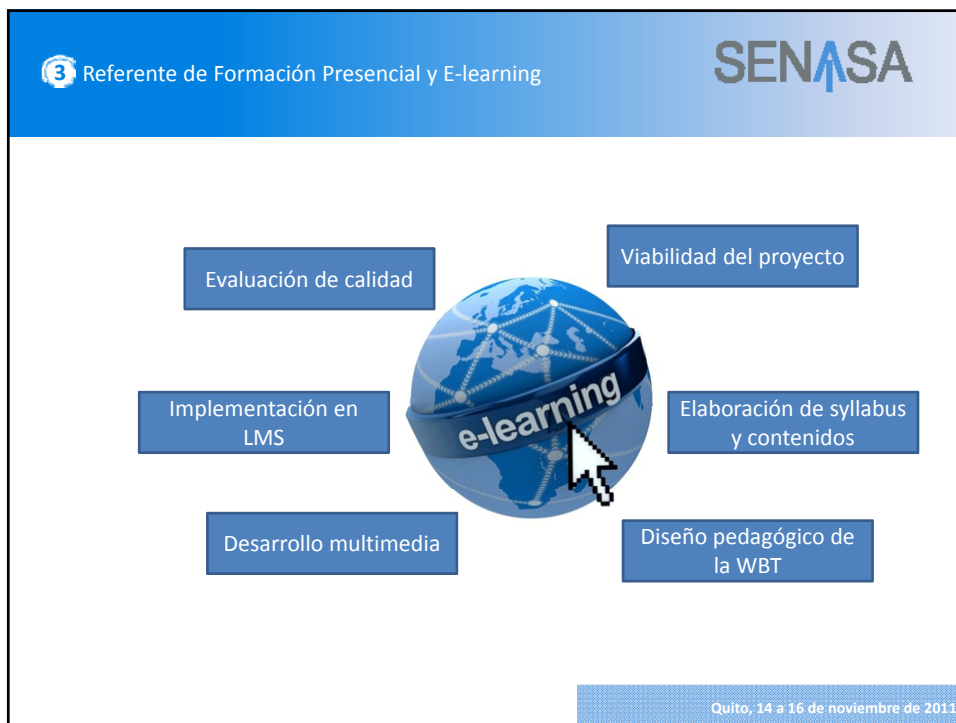 3 Referente de Formación Presencial y E-learning
SENASA
Viabilidad del proyecto
Evaluación de calidad
e-learning
Implementación en
LMS
Elaboración de syllabus
y contenidos
Desarrollo multimedia
Diseño pedagógico de
la WBT
Quito, 14 a 16 de noviembre de 2011